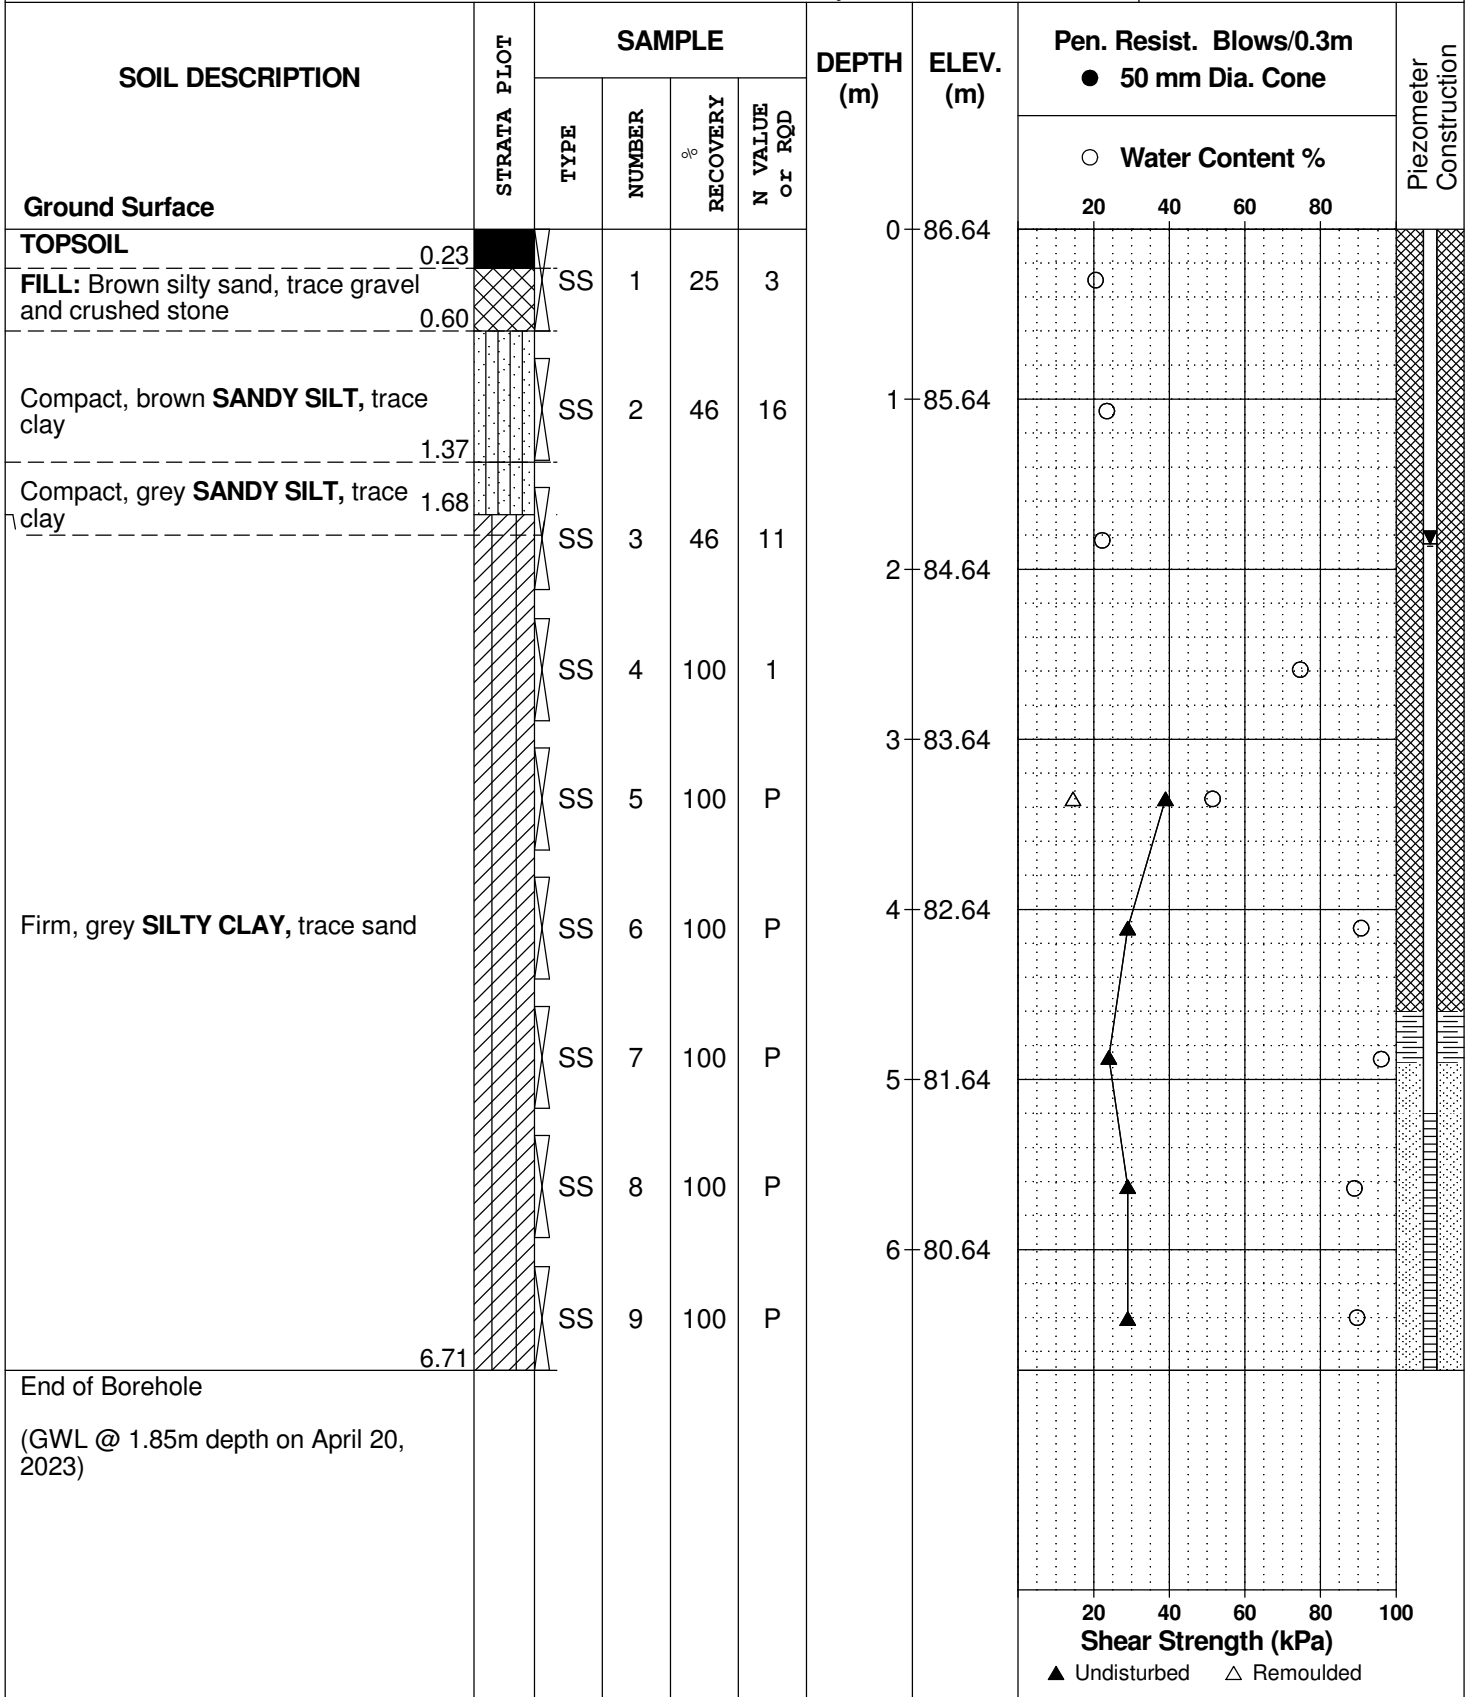 SOIL DESCRIPTION
STRATA PLOT
SAMPLE
TYPE
NUMBER
% RECOVERY
N VALUE or RQD
DEPTH (m)
ELEV. (m)
Pen. Resist. Blows/0.3m
● 50 mm Dia. Cone
○ Water Content %
20 40 60 80
Piezometer Construction
Ground Surface
0 86.64
TOPSOIL
0.23
FILL: Brown silty sand, trace gravel
and crushed stone
0.60
SS 1 25 3
Compact, brown SANDY SILT, trace
clay
1.37
SS 2 46 16
1 85.64
Compact, grey SANDY SILT, trace
clay
1.68
SS 3 46 11
2 84.64
SS 4 100 1
3 83.64
SS 5 100 P
4 82.64
Firm, grey SILTY CLAY, trace sand
SS 6 100 P
SS 7 100 P
5 81.64
SS 8 100 P
6 80.64
SS 9 100 P
6.71
End of Borehole
(GWL @ 1.85m depth on April 20,
2023)
20 40 60 80 100
Shear Strength (kPa)
▲ Undisturbed △ Remoulded